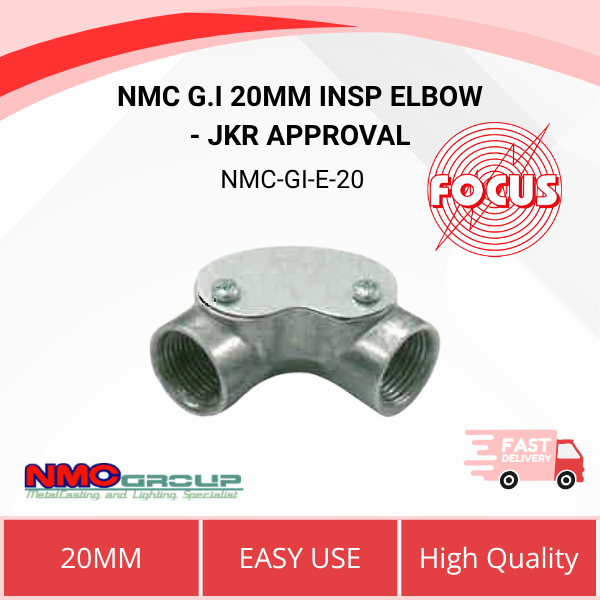 NMC G.I 20MM INSP ELBOW
- JKR APPROVAL
NMC-GI-E-20
FOCUS
FAST
DELIVERY
NMC GROUP
MetalCasting and Lighting Specialist
20MM
EASY USE
High Quality